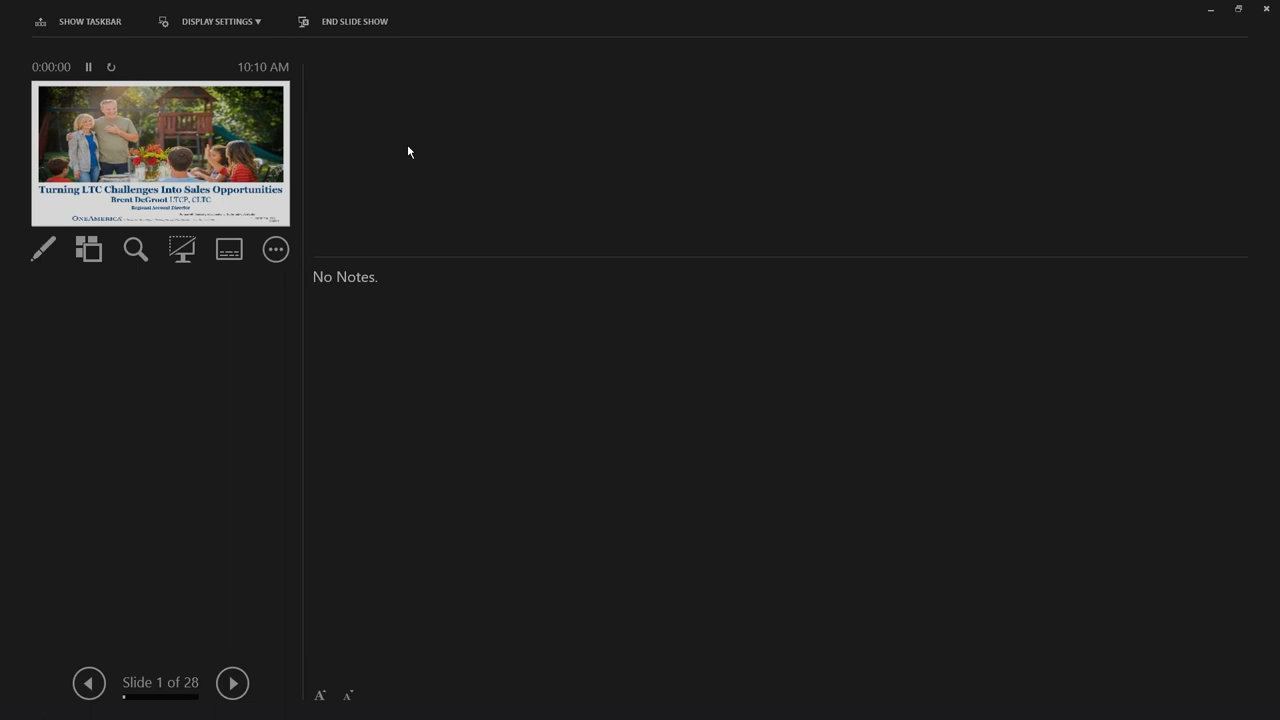 SHOW TASKBAR
DISPLAY SETTINGS ▼
END SLIDE SHOW
0:00:00
10:10 AM
Turning LTC Challenges Into Sales Opportunities
Brent DeGroot LTCP, CLTC
Regional Account Director
ONEAMERICA
No Notes.
Slide 1 of 28
A
A